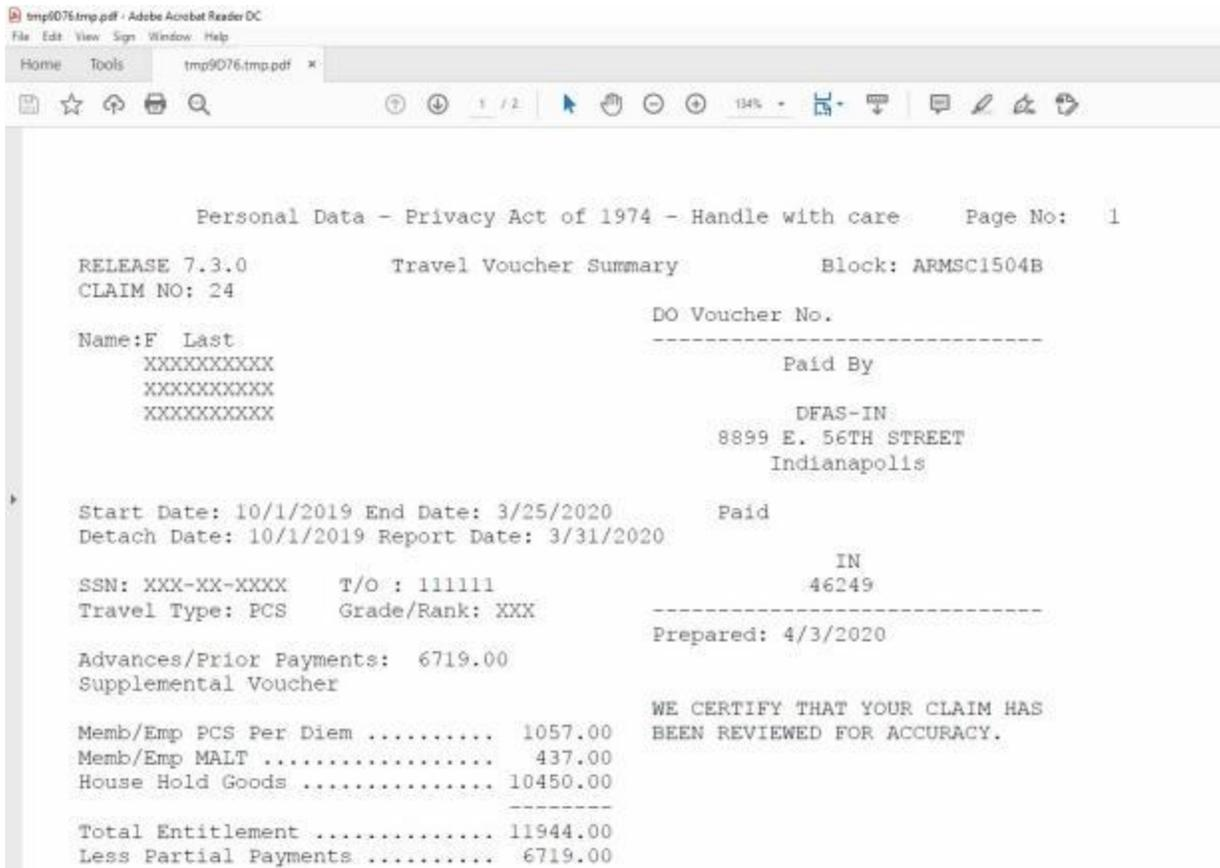 tmp9D76.tmp.pdf - Adobe Acrobat Reader DC
File Edit View Sign Window Help
Home Tools tmp9D76.tmp.pdf ×
1 / 2 134%
Personal Data - Privacy Act of 1974 - Handle with care Page No: 1
RELEASE 7.3.0 Travel Voucher Summary Block: ARMSC1504B
CLAIM NO: 24
DO Voucher No.
Name:F Last ------------------------------
XXXXXXXXXX Paid By
XXXXXXXXXX
XXXXXXXXXX DFAS-IN
8899 E. 56TH STREET
Indianapolis
Start Date: 10/1/2019 End Date: 3/25/2020 Paid
Detach Date: 10/1/2019 Report Date: 3/31/2020
IN
SSN: XXX-XX-XXXX T/O : 111111 46249
Travel Type: PCS Grade/Rank: XXX ------------------------------
Prepared: 4/3/2020
Advances/Prior Payments: 6719.00
Supplemental Voucher
WE CERTIFY THAT YOUR CLAIM HAS
Memb/Emp PCS Per Diem .......... 1057.00 BEEN REVIEWED FOR ACCURACY.
Memb/Emp MALT .................. 437.00
House Hold Goods ............... 10450.00
--------
Total Entitlement .............. 11944.00
Less Partial Payments .......... 6719.00